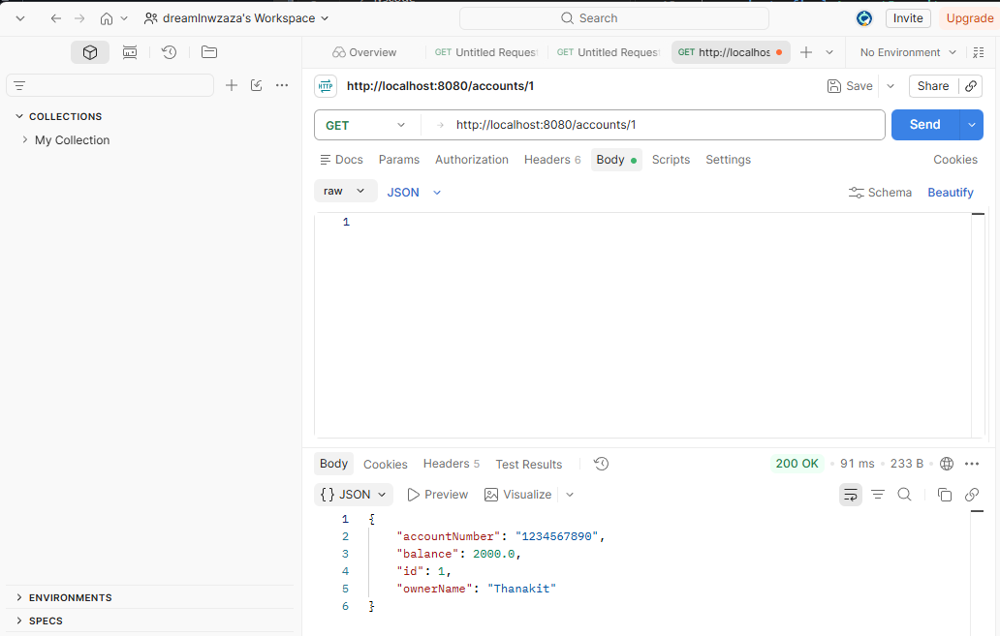 dreamInwzaza's Workspace
Search
Invite
Upgrade
Overview
GET Untitled Reques
GET Untitled Reques
GET http://localhos
No Environment
COLLECTIONS
My Collection
HTTP
http://localhost:8080/accounts/1
Save
Share
GET
http://localhost:8080/accounts/1
Send
Docs
Params
Authorization
Headers 6
Body
Scripts
Settings
Cookies
raw
JSON
Schema
Beautify
1
Body
Cookies
Headers 5
Test Results
200 OK
91 ms
233 B
{} JSON
Preview
Visualize
1 {
2 "accountNumber": "1234567890",
3 "balance": 2000.0,
4 "id": 1,
5 "ownerName": "Thanakit"
6 }
ENVIRONMENTS
SPECS